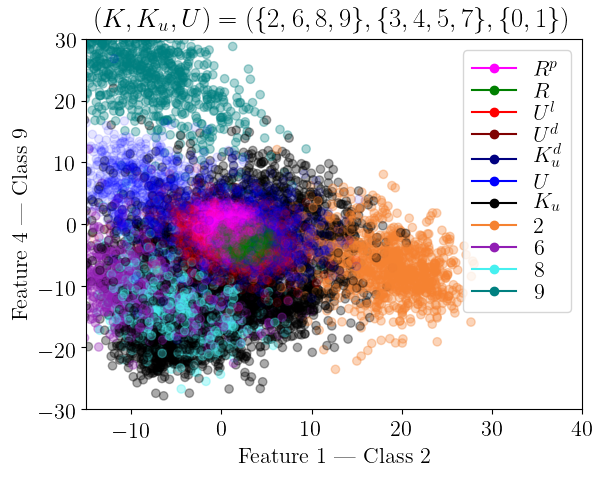 (K, K_u, U) = ({2, 6, 8, 9}, {3, 4, 5, 7}, {0, 1})
30
20
10
0
−10
−20
−30
Feature 4 — Class 9
R^p
R
U^l
U^d
K_u^d
U
K_u
2
6
8
9
−10
0
10
20
30
40
Feature 1 — Class 2